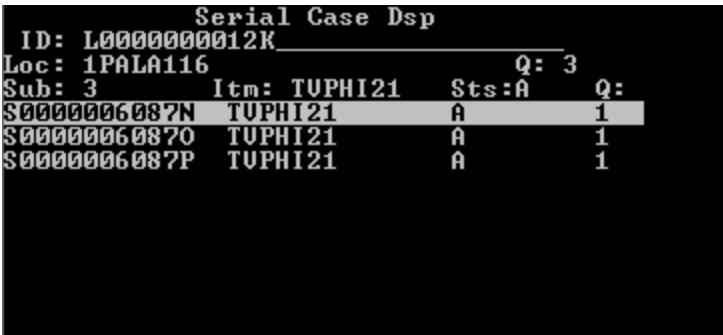 Serial Case Dsp
ID: L0000000012K
Loc: 1PALA116 Q: 3
Sub: 3 Itm: TVPHI21 Sts:A Q:
S0000006087N TVPHI21 A 1
S0000006087O TVPHI21 A 1
S0000006087P TVPHI21 A 1